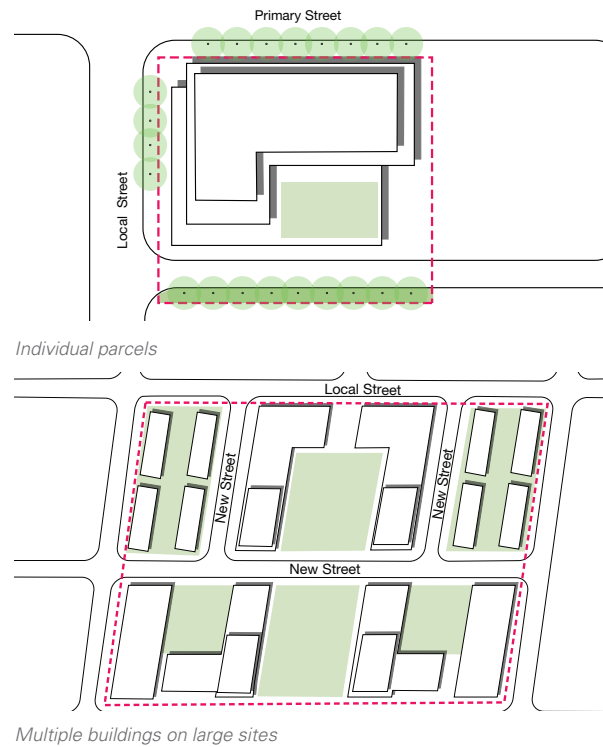 Primary Street
Local Street
Individual parcels
Local Street
New Street
New Street
New Street
Multiple buildings on large sites